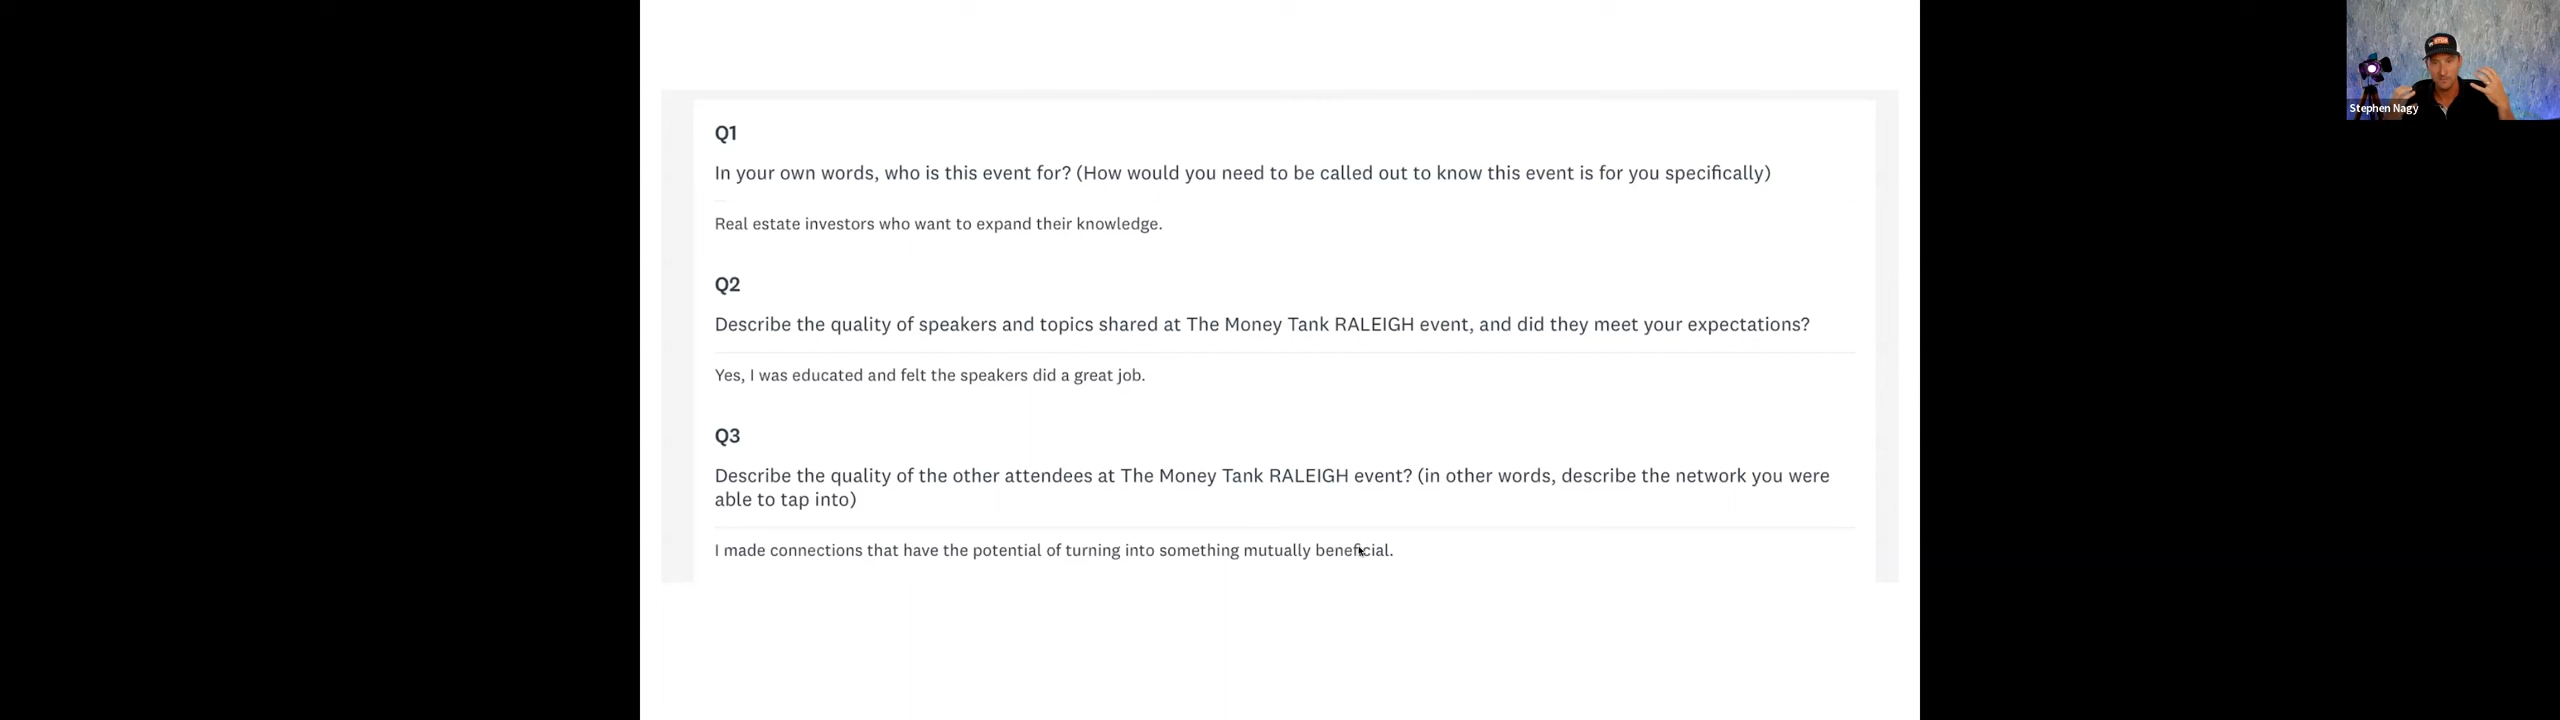 Q1
In your own words, who is this event for? (How would you need to be called out to know this event is for you specifically)
Real estate investors who want to expand their knowledge.
Q2
Describe the quality of speakers and topics shared at The Money Tank RALEIGH event, and did they meet your expectations?
Yes, I was educated and felt the speakers did a great job.
Q3
Describe the quality of the other attendees at The Money Tank RALEIGH event? (in other words, describe the network you were
able to tap into)
I made connections that have the potential of turning into something mutually beneficial.
Stephen Nagy